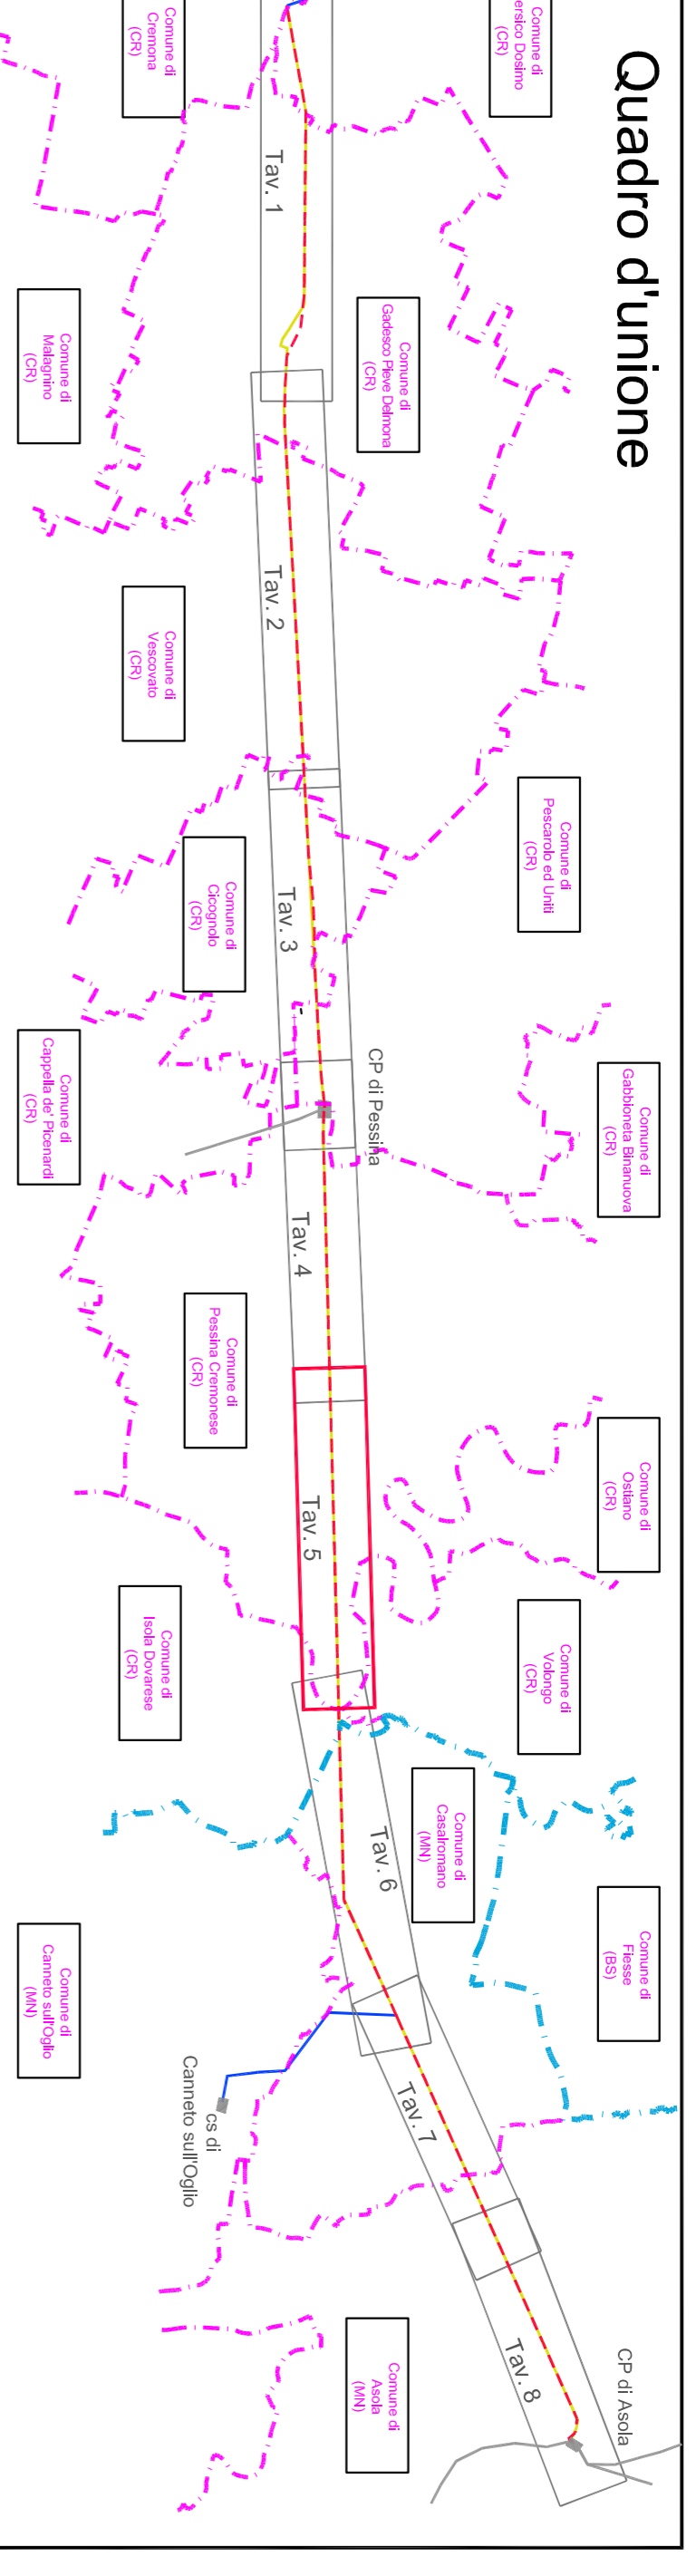 Quadro d'unione
Comune di
Cremona
(CR)
Comune di
ersico Dosimo
(CR)
Tav. 1
Comune di
Malagnino
(CR)
Comune di
Gadesco Pieve Delmona
(CR)
Tav. 2
Comune di
Vescovato
(CR)
Comune di
Pescarolo ed Uniti
(CR)
Tav. 3
Comune di
Cicognolo
(CR)
CP di Pessina
Comune di
Cappella de' Picenardi
(CR)
Comune di
Gabbioneta Binanuova
(CR)
Tav. 4
Comune di
Pessina Cremonese
(CR)
Comune di
Ostiano
(CR)
Tav. 5
Comune di
Isola Dovarese
(CR)
Comune di
Volongo
(CR)
Comune di
Casalromano
(MN)
Tav. 6
Comune di
Fiesse
(BS)
Comune di
Canneto sull'Oglio
(MN)
cs di
Canneto sull'Oglio
Tav. 7
Comune di
Asola
(MN)
Tav. 8
CP di Asola